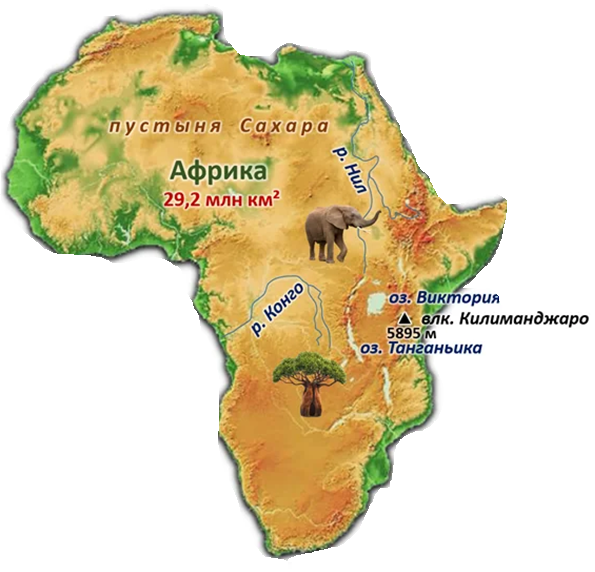 пустыня Сахара
Африка
29,2 млн км²
р. Нил
р. Конго
оз. Виктория
влк. Килиманджаро
5895 м
оз. Танганьика